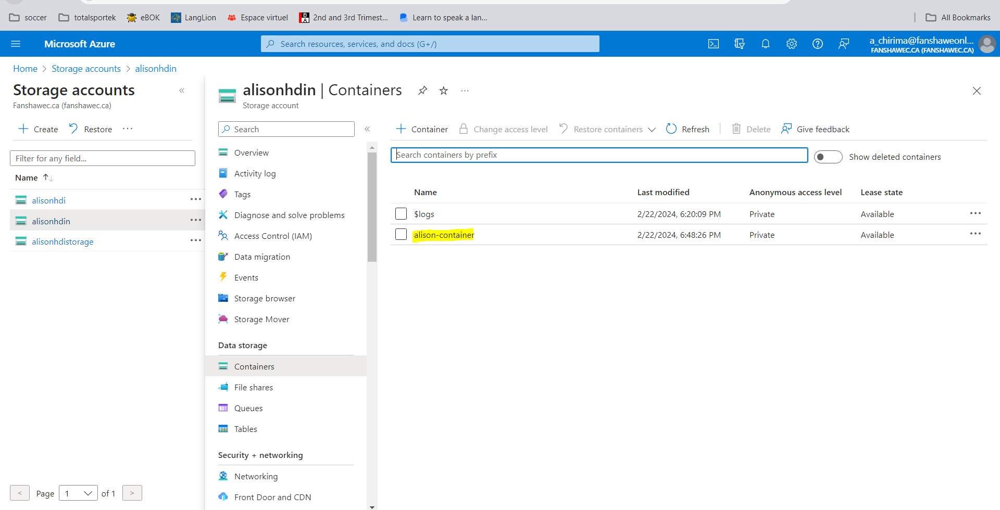 soccer totalsportek eBOK LangLion Espace virtuel 2nd and 3rd Trimest... Learn to speak a lan... All Bookmarks
Microsoft Azure Search resources, services, and docs (G+/) a_chirima@fanshaweonl...
FANSHAWEC.CA (FANSHAWEC.CA)
Home > Storage accounts > alisonhdin
Storage accounts «
Fanshawec.ca (fanshawec.ca)
+ Create Restore ...
Filter for any field...
Name ↑↓
alisonhdi ...
alisonhdin ...
alisonhdistorage ...
< Page 1 of 1 >
alisonhdin | Containers ...
Storage account
Search «
Overview
Activity log
Tags
Diagnose and solve problems
Access Control (IAM)
Data migration
Events
Storage browser
Storage Mover
Data storage
Containers
File shares
Queues
Tables
Security + networking
Networking
Front Door and CDN
+ Container Change access level Restore containers Refresh Delete Give feedback
Search containers by prefix Show deleted containers
Name Last modified Anonymous access level Lease state
$logs 2/22/2024, 6:20:09 PM Private Available ...
alison-container 2/22/2024, 6:48:26 PM Private Available ...